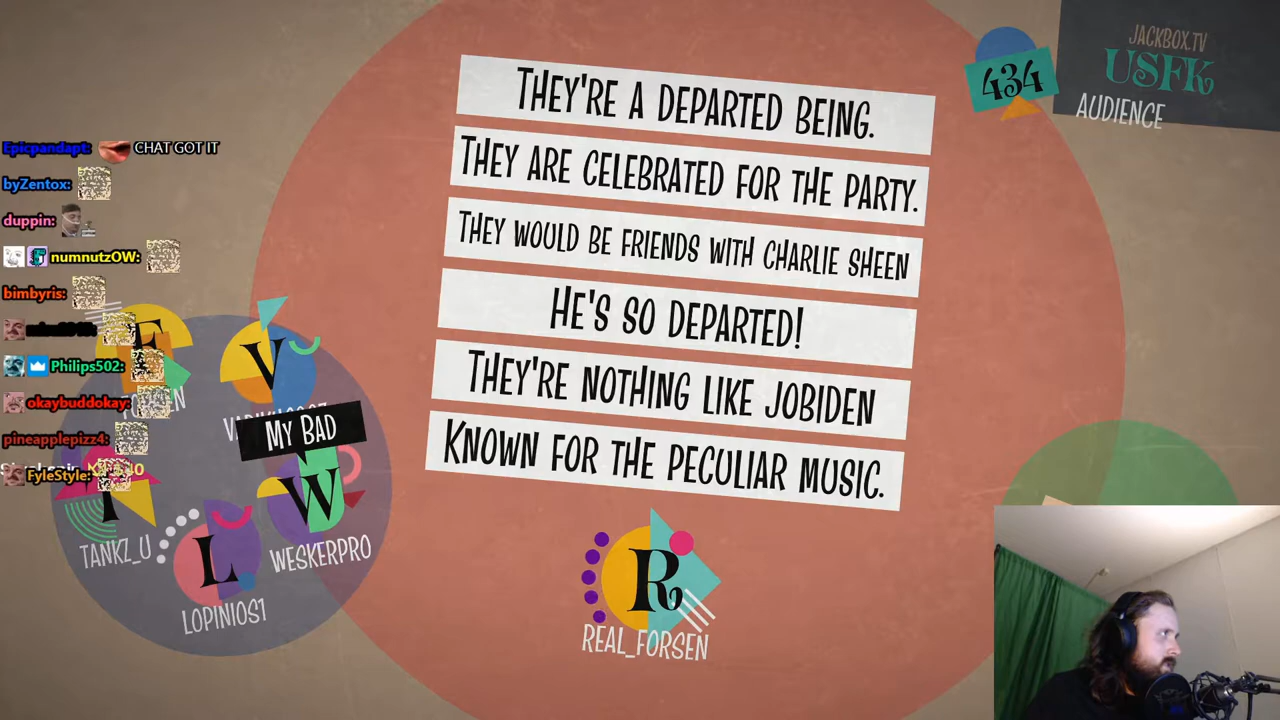 THEY'RE A DEPARTED BEING.
THEY ARE CELEBRATED FOR THE PARTY.
THEY WOULD BE FRIENDS WITH CHARLIE SHEEN
HE'S SO DEPARTED!
THEY'RE NOTHING LIKE JOBIDEN
KNOWN FOR THE PECULIAR MUSIC.
R
REAL_FORSEN
434
JACKBOX.TV
USFK
AUDIENCE
Epicpandapt: CHAT GOT IT
byZentox:
duppin:
numnutzOW:
bimbyris:
Philips502:
okaybuddokay:
pineapplepizz4:
FyleStyle:
V
MY BAD
W
WESKERPRO
TANKZ_U
L
LOPINIOS1